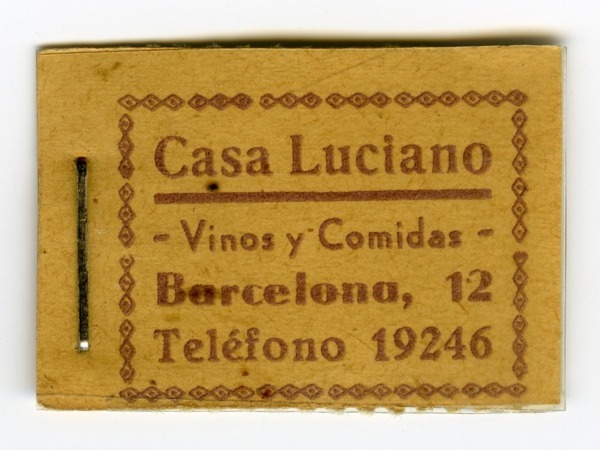 Casa Luciano
- Vinos y Comidas -
Barcelona, 12
Teléfono 19246